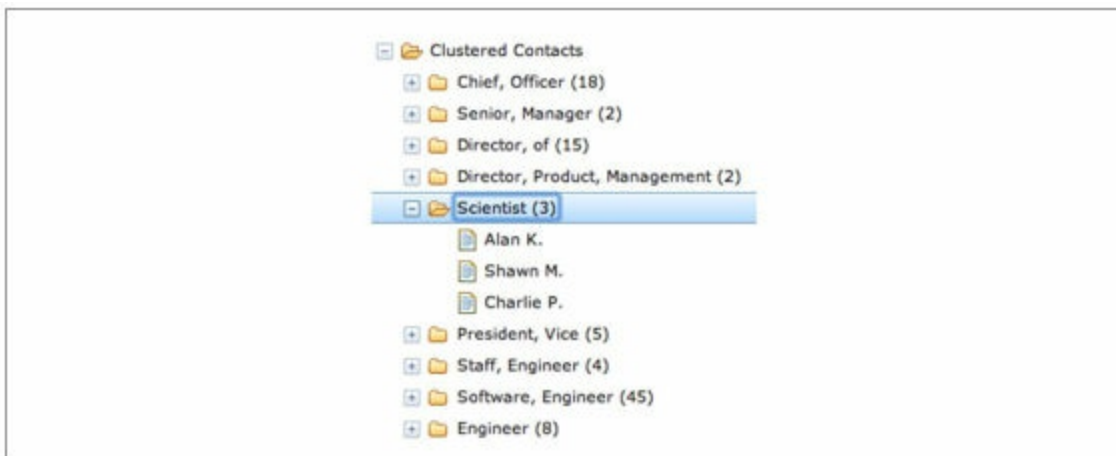 Clustered Contacts
Chief, Officer (18)
Senior, Manager (2)
Director, of (15)
Director, Product, Management (2)
Scientist (3)
Alan K.
Shawn M.
Charlie P.
President, Vice (5)
Staff, Engineer (4)
Software, Engineer (45)
Engineer (8)